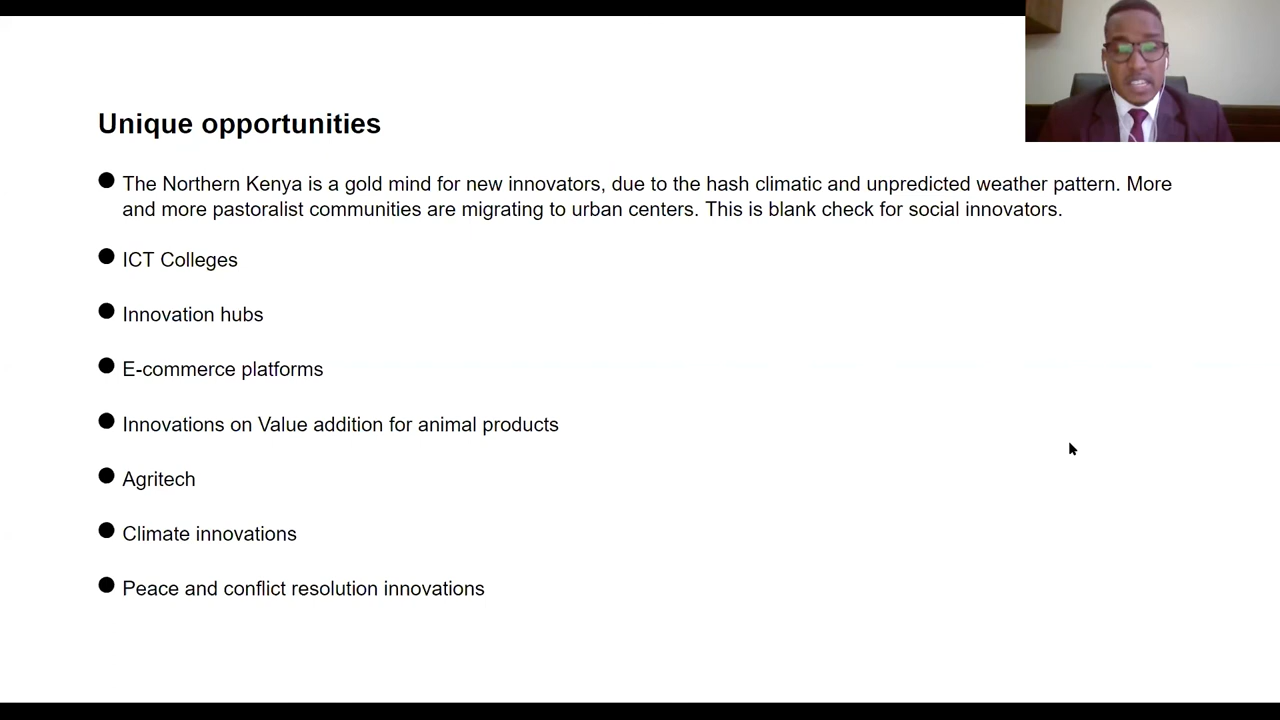 Unique opportunities
● The Northern Kenya is a gold mind for new innovators, due to the hash climatic and unpredicted weather pattern. More
and more pastoralist communities are migrating to urban centers. This is blank check for social innovators.
● ICT Colleges
● Innovation hubs
● E-commerce platforms
● Innovations on Value addition for animal products
● Agritech
● Climate innovations
● Peace and conflict resolution innovations